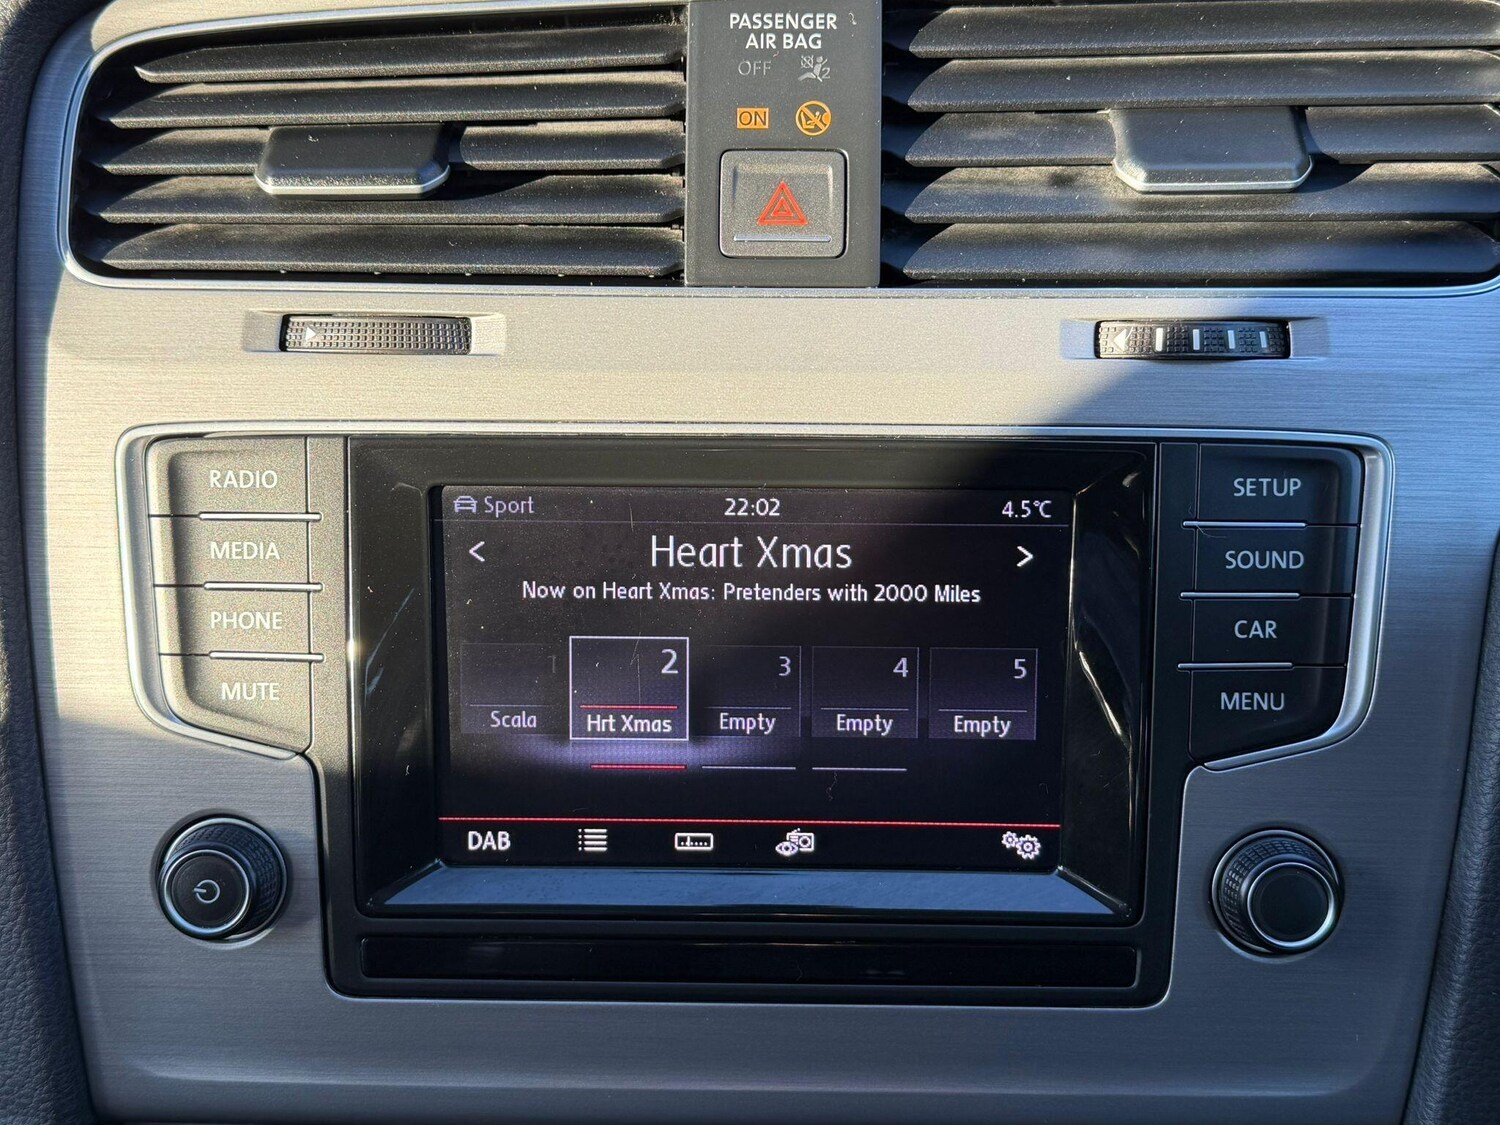 PASSENGER
AIR BAG
OFF
2
ON
RADIO
MEDIA
PHONE
MUTE
Sport 22:02 4.5°C
< Heart Xmas >
Now on Heart Xmas: Pretenders with 2000 Miles
1 2 3 4 5
Scala Hrt Xmas Empty Empty Empty
DAB
SETUP
SOUND
CAR
MENU